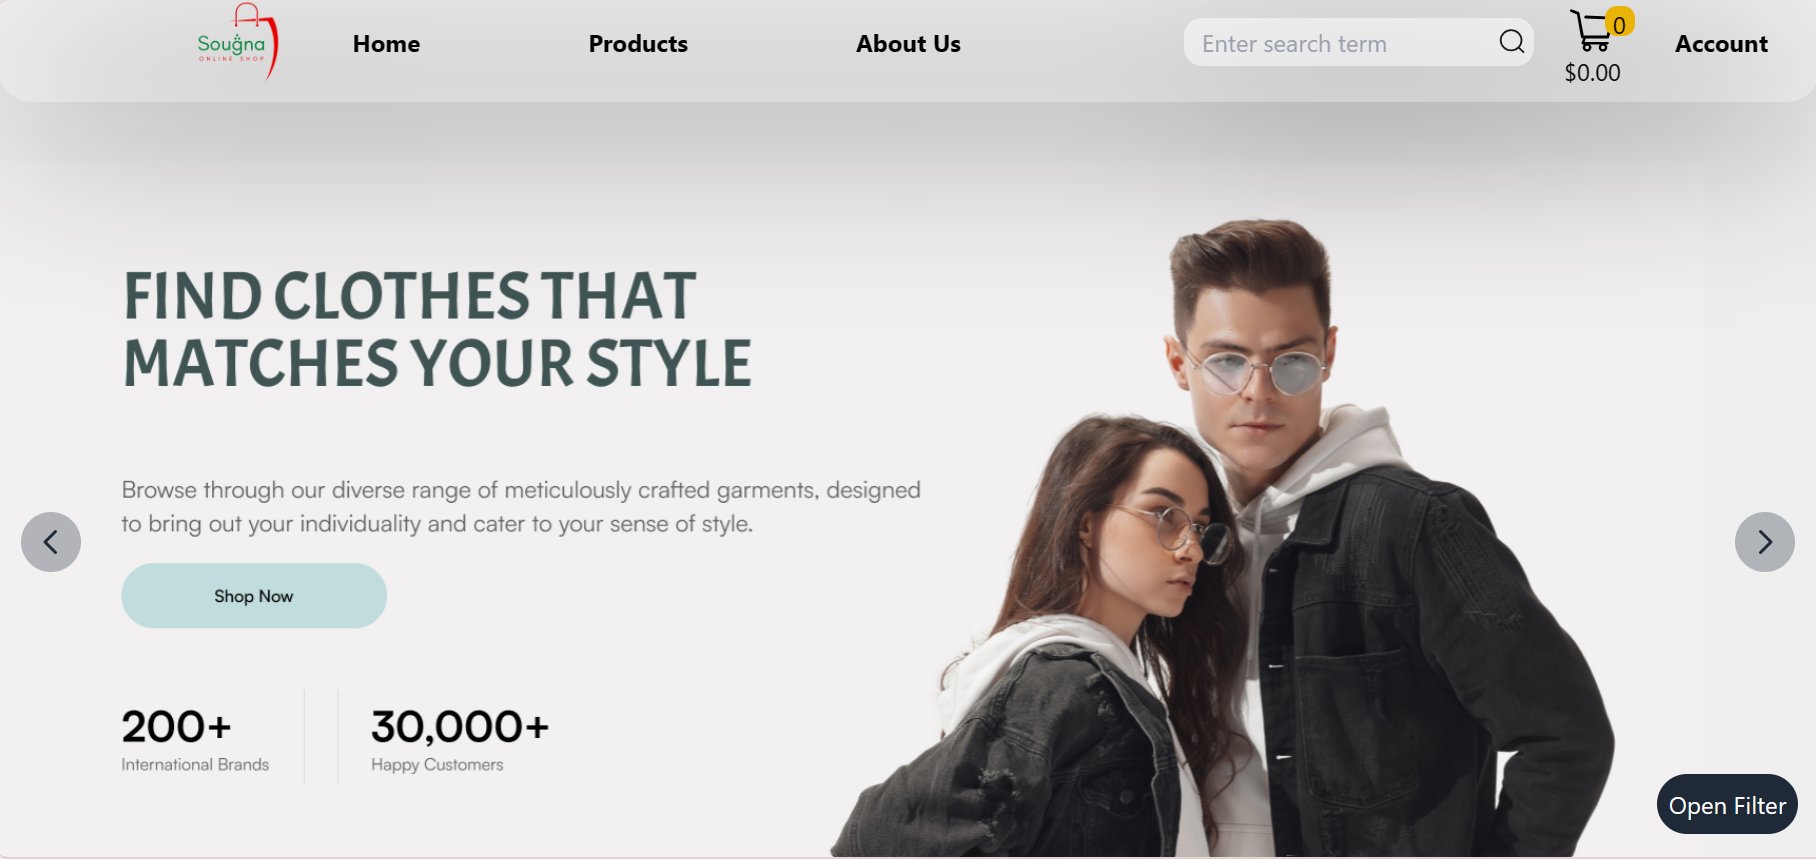 Sougna
ONLINE SHOP
Home
Products
About Us
Enter search term
0
$0.00
Account
FIND CLOTHES THAT
MATCHES YOUR STYLE
Browse through our diverse range of meticulously crafted garments, designed
to bring out your individuality and cater to your sense of style.
Shop Now
200+
International Brands
30,000+
Happy Customers
Open Filter